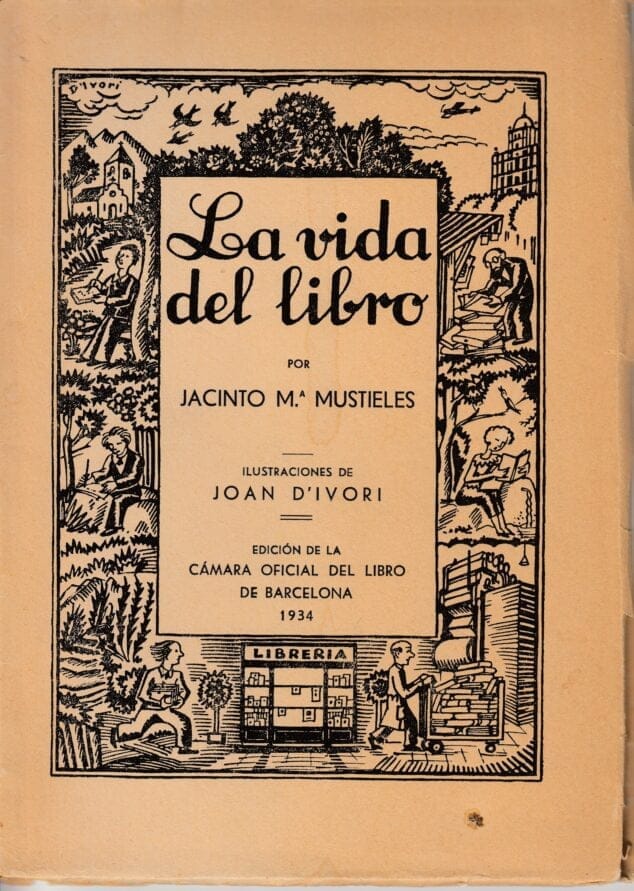 D'IVORI
La vida
del libro
POR
JACINTO M.ª MUSTIELES
ILUSTRACIONES DE
JOAN D'IVORI
EDICIÓN DE LA
CÁMARA OFICIAL DEL LIBRO
DE BARCELONA
1934
LIBRERIA